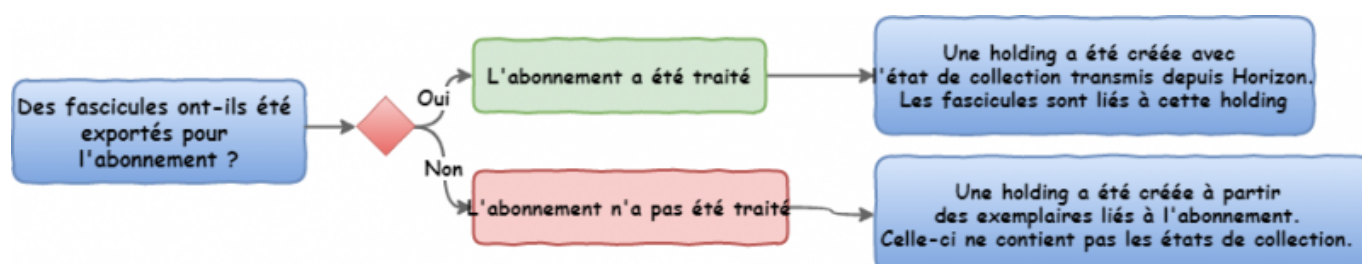 Des fascicules ont-ils été
exportés pour
l'abonnement ?
Oui
Non
L'abonnement a été traité
L'abonnement n'a pas été traité
Une holding a été créée avec
l'état de collection transmis depuis Horizon.
Les fascicules sont liés à cette holding
Une holding a été créée à partir
des exemplaires liés à l'abonnement.
Celle-ci ne contient pas les états de collection.